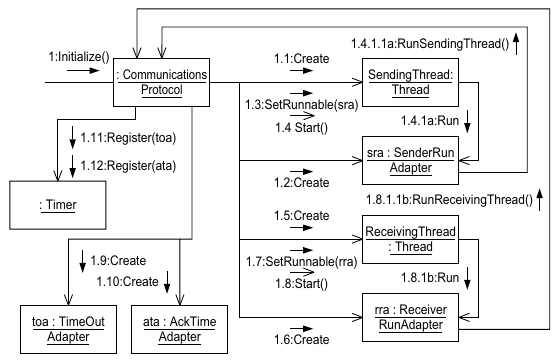 1.4.1.1a:RunSendingThread()
1:Initialize()
1.1:Create
: Communications
Protocol
SendingThread:
Thread
1.3:SetRunnable(sra)
1.4 Start()
1.4.1a:Run
1.11:Register(toa)
1.12:Register(ata)
sra : SenderRun
Adapter
1.2:Create
: Timer
1.8.1.1b:RunReceivingThread()
1.5:Create
ReceivingThread
: Thread
1.7:SetRunnable(rra)
1.8:Start()
1.9:Create
1.10:Create
1.8.1b:Run
toa : TimeOut
Adapter
ata : AckTime
Adapter
rra : Receiver
RunAdapter
1.6:Create